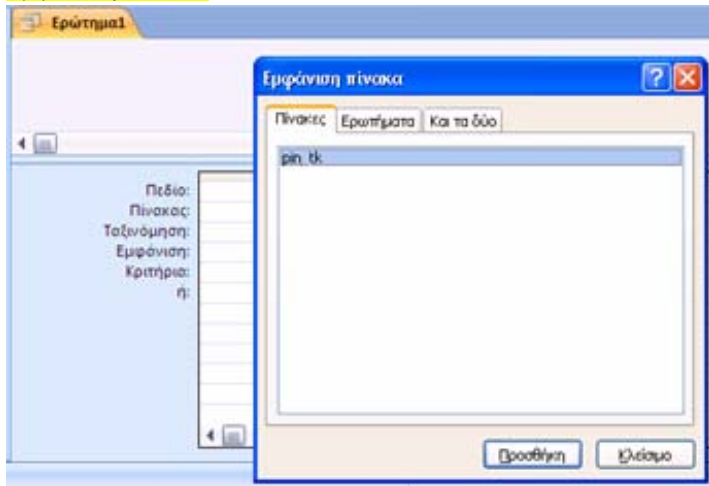 Ερώτημα1
Εμφάνιση πίνακα
Πίνακες Ερωτήματα Και τα δύο
pin_tk
Πεδίο:
Πίνακας:
Ταξινόμηση:
Εμφάνιση:
Κριτήρια:
ή:
Προσθήκη Κλείσιμο